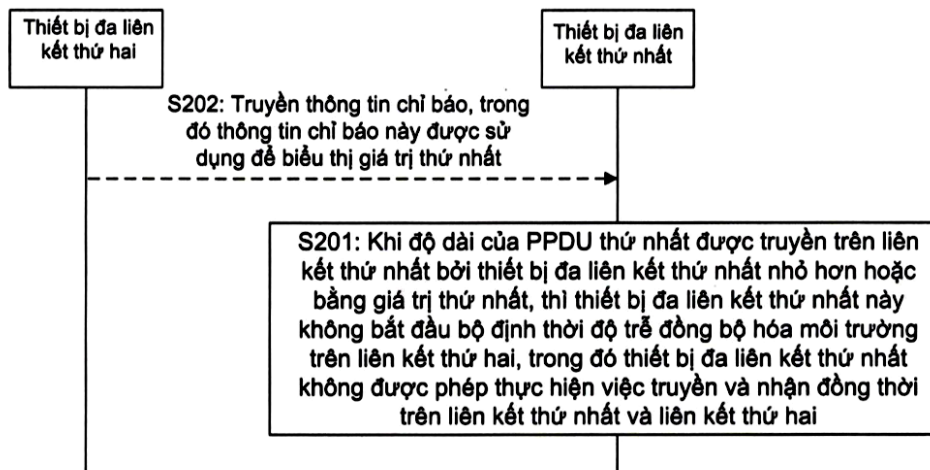 Thiết bị đa liên
kết thứ hai
Thiết bị đa liên
kết thứ nhất
S202: Truyền thông tin chỉ báo, trong
đó thông tin chỉ báo này được sử
dụng để biểu thị giá trị thứ nhất
S201: Khi độ dài của PPDU thứ nhất được truyền trên liên
kết thứ nhất bởi thiết bị đa liên kết thứ nhất nhỏ hơn hoặc
bằng giá trị thứ nhất, thì thiết bị đa liên kết thứ nhất này
không bắt đầu bộ định thời độ trễ đồng bộ hóa môi trường
trên liên kết thứ hai, trong đó thiết bị đa liên kết thứ nhất
không được phép thực hiện việc truyền và nhận đồng thời
trên liên kết thứ nhất và liên kết thứ hai